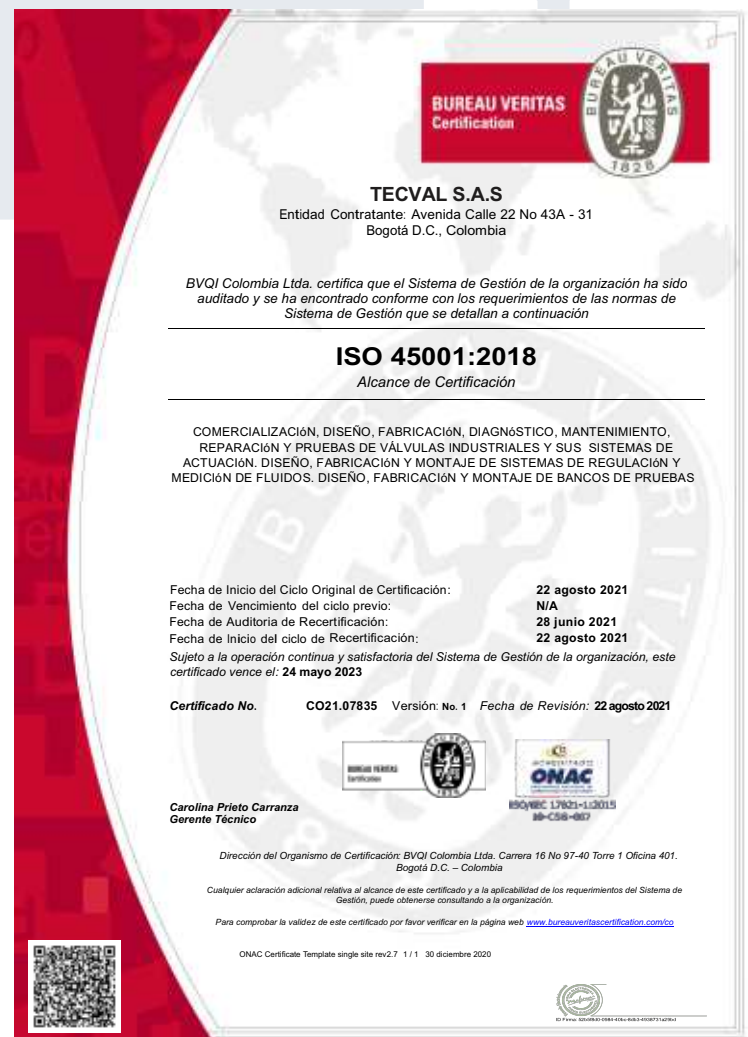 BUREAU VERITAS
Certification
BUREAU VERITAS
1828
TECVAL S.A.S
Entidad Contratante: Avenida Calle 22 No 43A - 31
Bogotá D.C., Colombia
BVQI Colombia Ltda. certifica que el Sistema de Gestión de la organización ha sido
auditado y se ha encontrado conforme con los requerimientos de las normas de
Sistema de Gestión que se detallan a continuación
ISO 45001:2018
Alcance de Certificación
COMERCIALIZACIóN, DISEÑO, FABRICACIóN, DIAGNóSTICO, MANTENIMIENTO,
REPARACIóN Y PRUEBAS DE VÁLVULAS INDUSTRIALES Y SUS SISTEMAS DE
ACTUACIóN. DISEÑO, FABRICACIóN Y MONTAJE DE SISTEMAS DE REGULACIóN Y
MEDICIóN DE FLUIDOS. DISEÑO, FABRICACIóN Y MONTAJE DE BANCOS DE PRUEBAS
Fecha de Inicio del Ciclo Original de Certificación: 22 agosto 2021
Fecha de Vencimiento del ciclo previo: N/A
Fecha de Auditoria de Recertificación: 28 junio 2021
Fecha de Inicio del ciclo de Recertificación: 22 agosto 2021
Sujeto a la operación continua y satisfactoria del Sistema de Gestión de la organización, este
certificado vence el: 24 mayo 2023
Certificado No. CO21.07835 Versión: No. 1 Fecha de Revisión: 22 agosto 2021
BUREAU VERITAS
Certification
BUREAU VERITAS
1828
ACREDITADO
ONAC
ISO/IEC 17021-1:2015
Carolina Prieto Carranza
Gerente Técnico
Dirección del Organismo de Certificación: BVQI Colombia Ltda. Carrera 16 No 97-40 Torre 1 Oficina 401.
Bogotá D.C. – Colombia
Cualquier aclaración adicional relativa al alcance de este certificado y a la aplicabilidad de los requerimientos del Sistema de
Gestión, puede obtenerse consultando a la organización.
Para comprobar la validez de este certificado por favor verificar en la página web www.bureauveritascertification.com/co
ONAC Certificate Template single site rev2.7 1 / 1 30 diciembre 2020